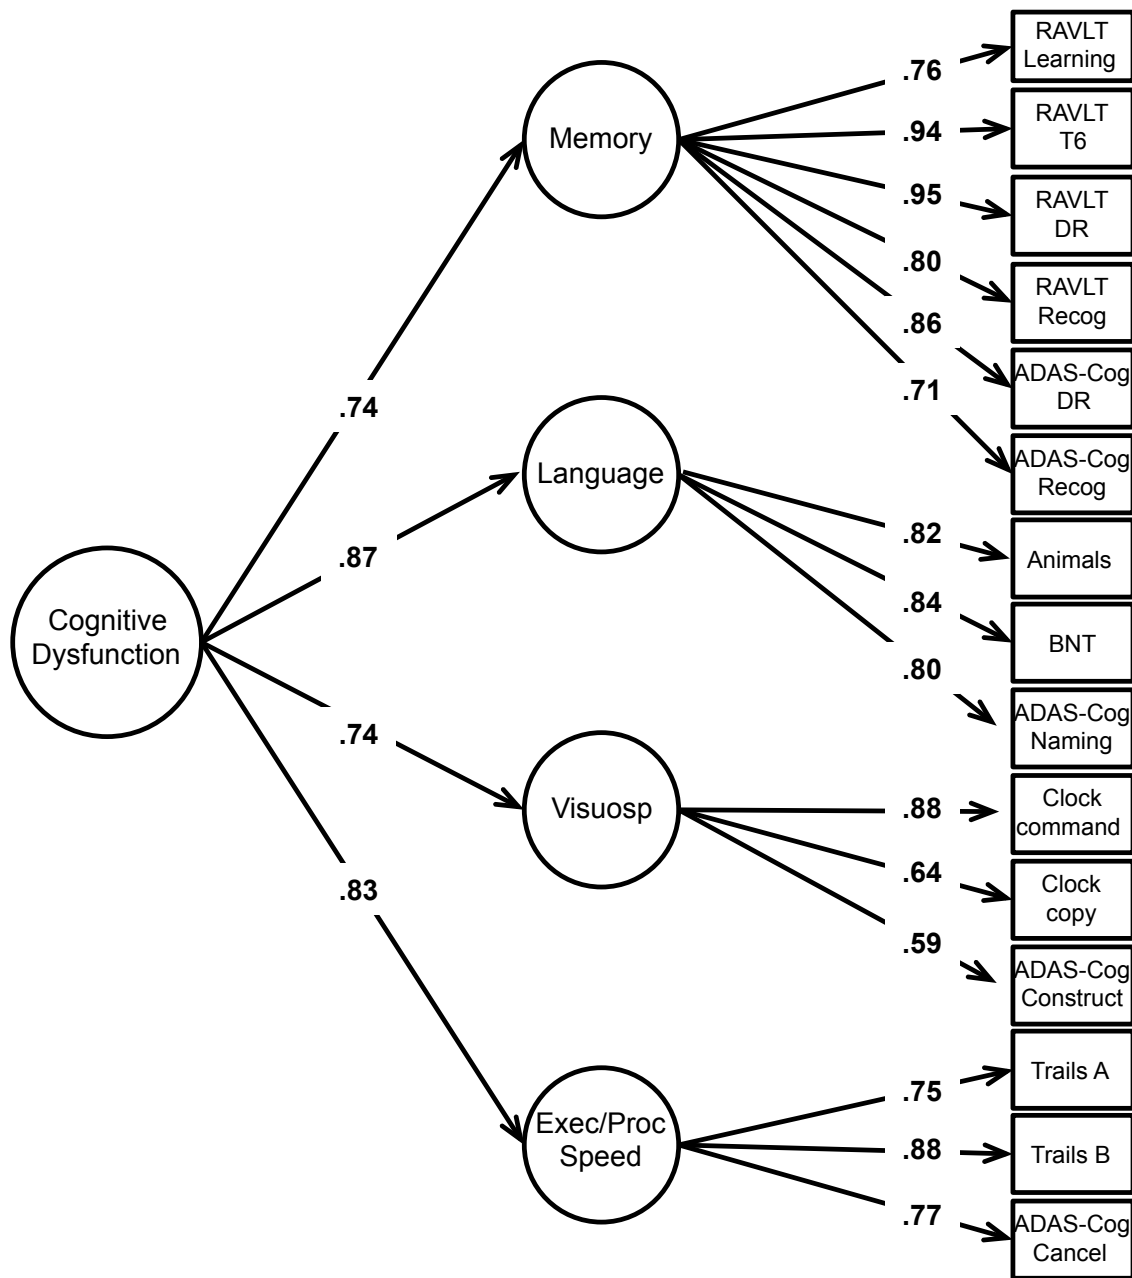 Cognitive
Dysfunction
.74
.87
.74
.83
Memory
.76
.94
.95
.80
.86
.71
RAVLT
Learning
RAVLT
T6
RAVLT
DR
RAVLT
Recog
ADAS-Cog
DR
ADAS-Cog
Recog
Language
.82
.84
.80
Animals
BNT
ADAS-Cog
Naming
Visuosp
.88
.64
.59
Clock
command
Clock
copy
ADAS-Cog
Construct
Exec/Proc
Speed
.75
.88
.77
Trails A
Trails B
ADAS-Cog
Cancel